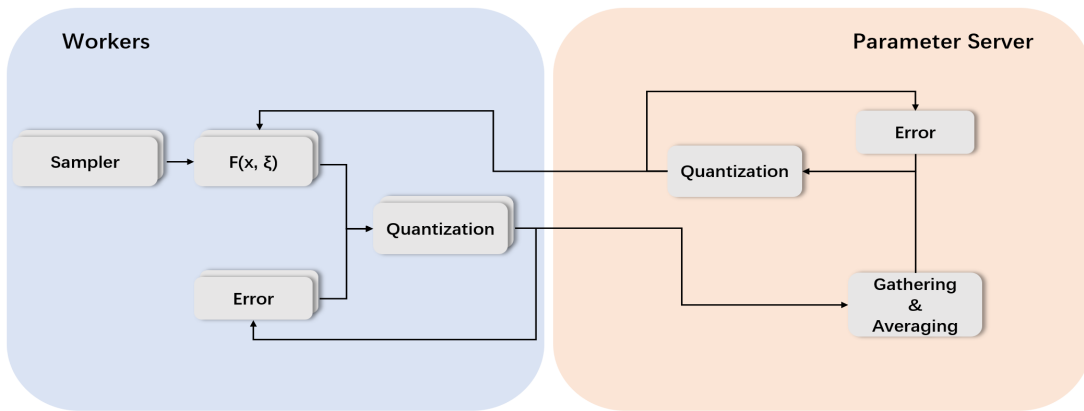 Workers
Parameter Server
Sampler
F(x, ξ)
Quantization
Error
Error
Quantization
Gathering
&
Averaging